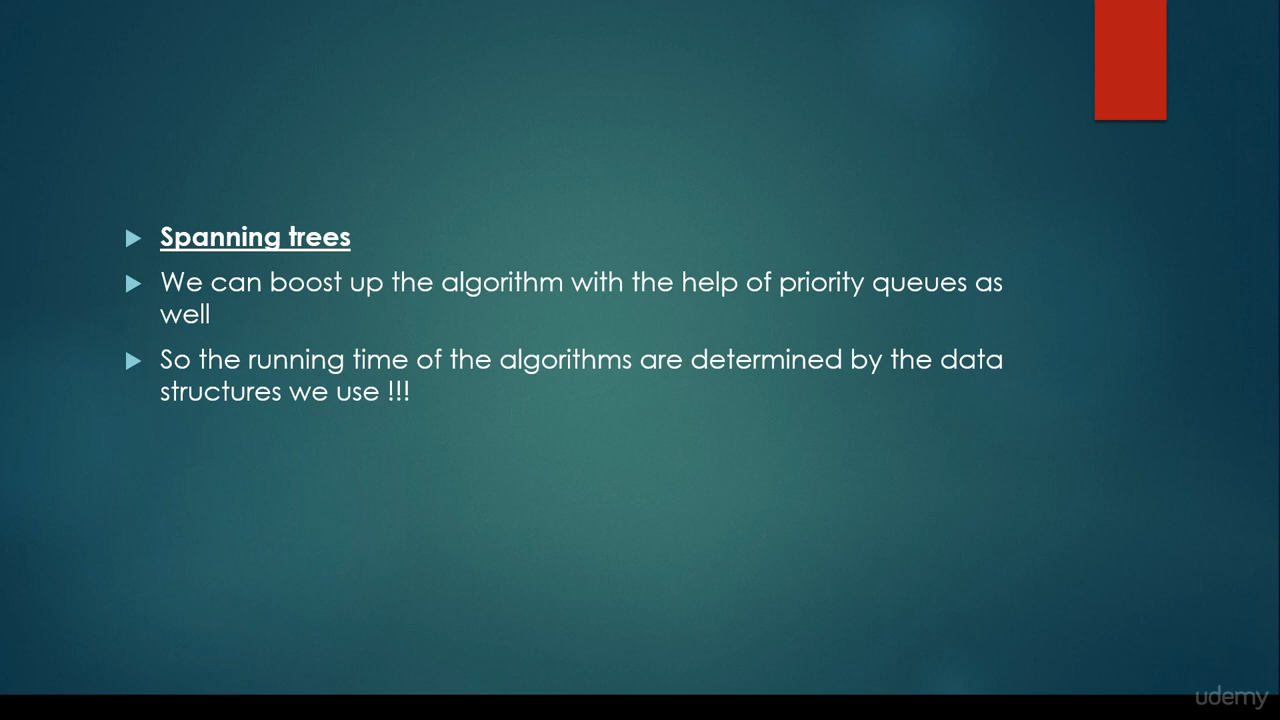 Spanning trees
We can boost up the algorithm with the help of priority queues as
well
So the running time of the algorithms are determined by the data
structures we use !!!
udemy